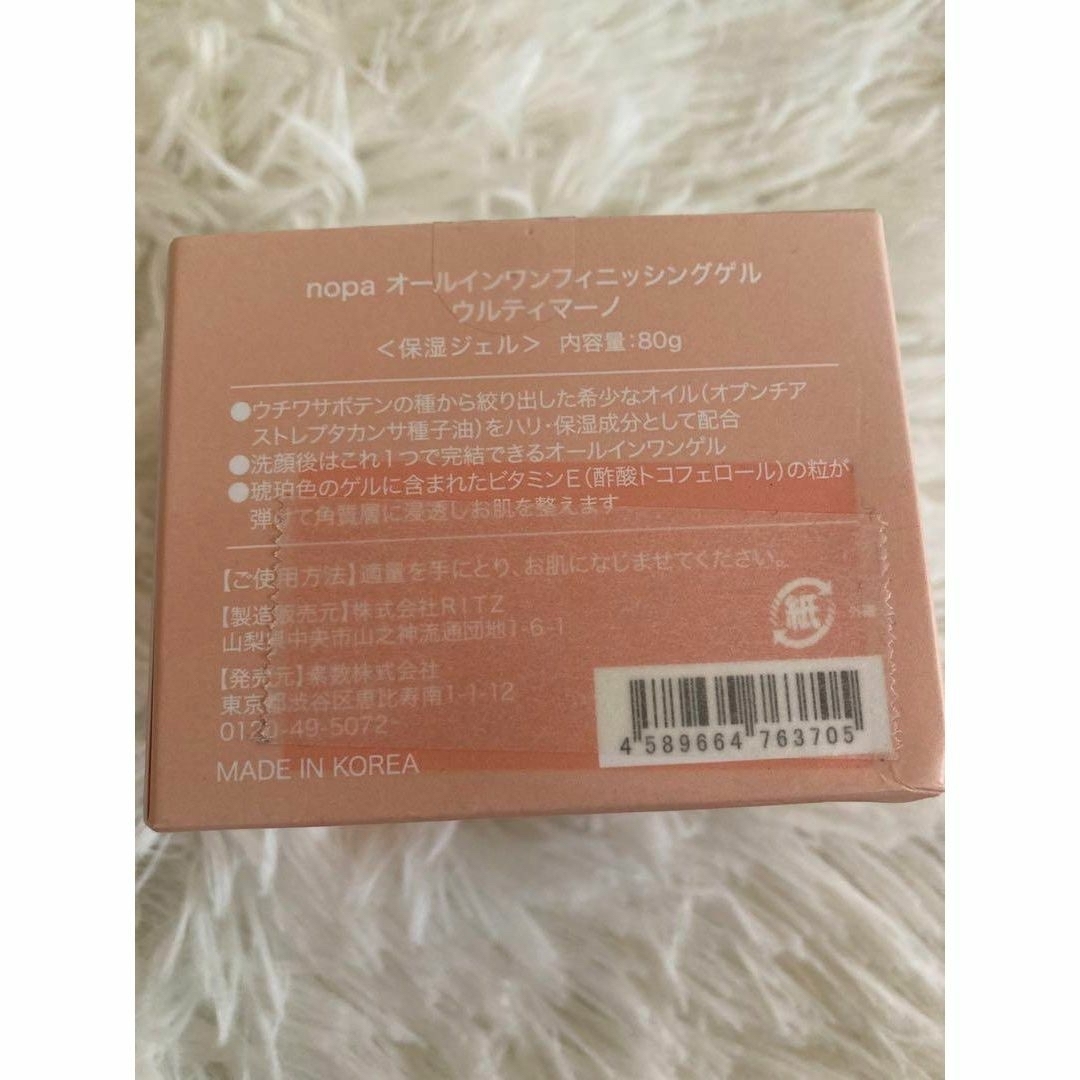 nopa オールインワンフィニッシングゲル
ウルティマーノ
＜保湿ジェル＞ 内容量：80g
●ウチワサボテンの種から絞り出した希少なオイル（オプンチア
ストレプタカンサ種子油）をハリ・保湿成分として配合
●洗顔後はこれ1つで完結できるオールインワンゲル
●琥珀色のゲルに含まれたビタミンE（酢酸トコフェロール）の粒が
弾けて角質層に浸透しお肌を整えます
【ご使用方法】適量を手にとり、お肌になじませてください。
【製造販売元】株式会社RITZ
山梨県中央市山之神流通団地1-6-1
紙
【発売元】素数株式会社
東京都渋谷区恵比寿南1-1-12
0120-49-5072
4 589664 763705
MADE IN KOREA